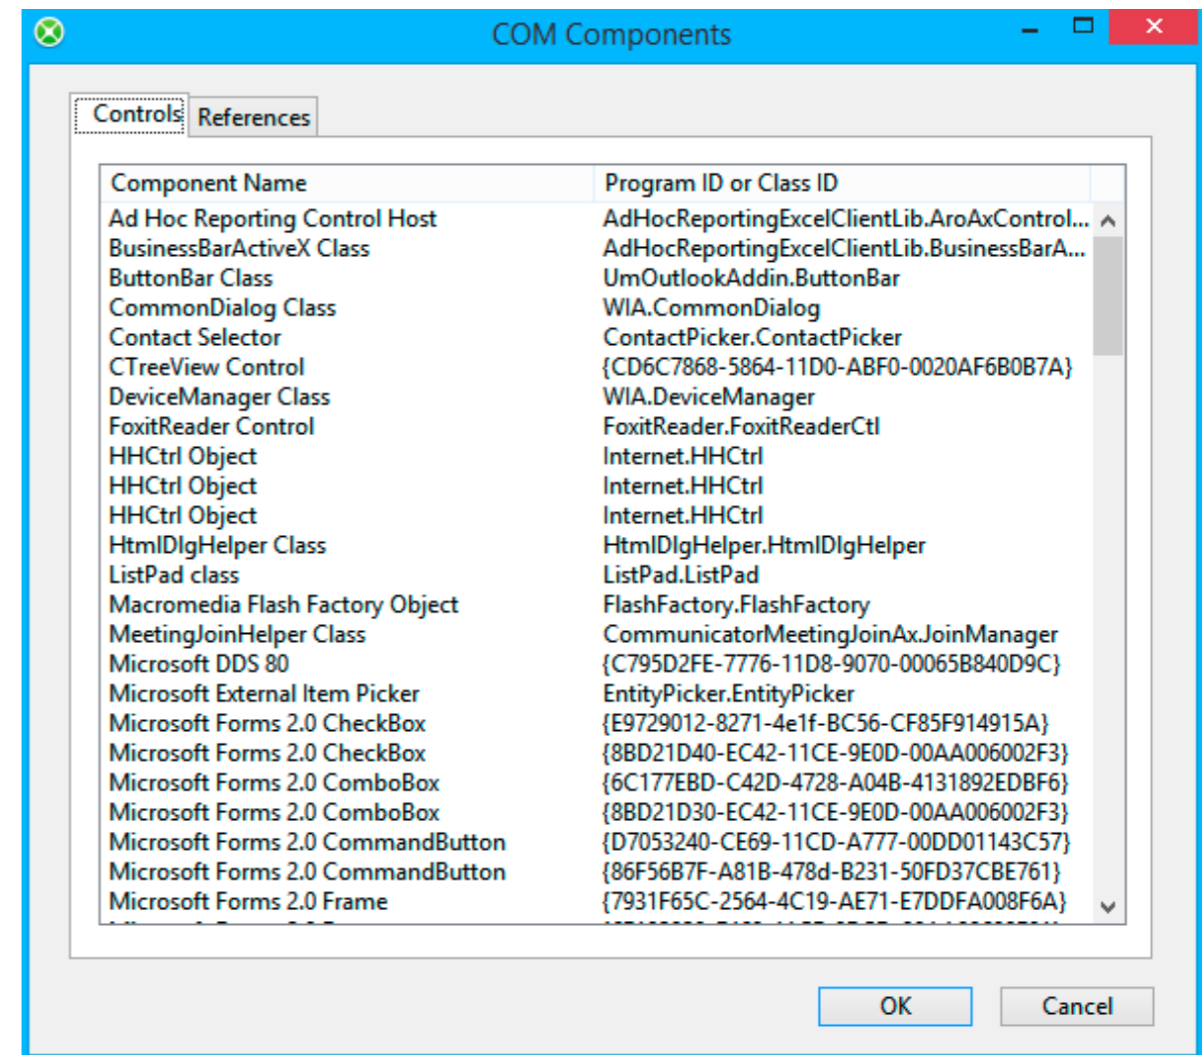 COM Components
Controls References
Component Name Program ID or Class ID
Ad Hoc Reporting Control Host AdHocReportingExcelClientLib.AroAxControl...
BusinessBarActiveX Class AdHocReportingExcelClientLib.BusinessBarA...
ButtonBar Class UmOutlookAddin.ButtonBar
CommonDialog Class WIA.CommonDialog
Contact Selector ContactPicker.ContactPicker
CTreeView Control {CD6C7868-5864-11D0-ABF0-0020AF6B0B7A}
DeviceManager Class WIA.DeviceManager
FoxitReader Control FoxitReader.FoxitReaderCtl
HHCtrl Object Internet.HHCtrl
HHCtrl Object Internet.HHCtrl
HHCtrl Object Internet.HHCtrl
HtmlDlgHelper Class HtmlDlgHelper.HtmlDlgHelper
ListPad class ListPad.ListPad
Macromedia Flash Factory Object FlashFactory.FlashFactory
MeetingJoinHelper Class CommunicatorMeetingJoinAx.JoinManager
Microsoft DDS 80 {C795D2FE-7776-11D8-9070-00065B840D9C}
Microsoft External Item Picker EntityPicker.EntityPicker
Microsoft Forms 2.0 CheckBox {E9729012-8271-4e1f-BC56-CF85F914915A}
Microsoft Forms 2.0 CheckBox {8BD21D40-EC42-11CE-9E0D-00AA006002F3}
Microsoft Forms 2.0 ComboBox {6C177EBD-C42D-4728-A04B-4131892EDBF6}
Microsoft Forms 2.0 ComboBox {8BD21D30-EC42-11CE-9E0D-00AA006002F3}
Microsoft Forms 2.0 CommandButton {D7053240-CE69-11CD-A777-00DD01143C57}
Microsoft Forms 2.0 CommandButton {86F56B7F-A81B-478d-B231-50FD37CBE761}
Microsoft Forms 2.0 Frame {7931F65C-2564-4C19-AE71-E7DDFA008F6A}
OK Cancel